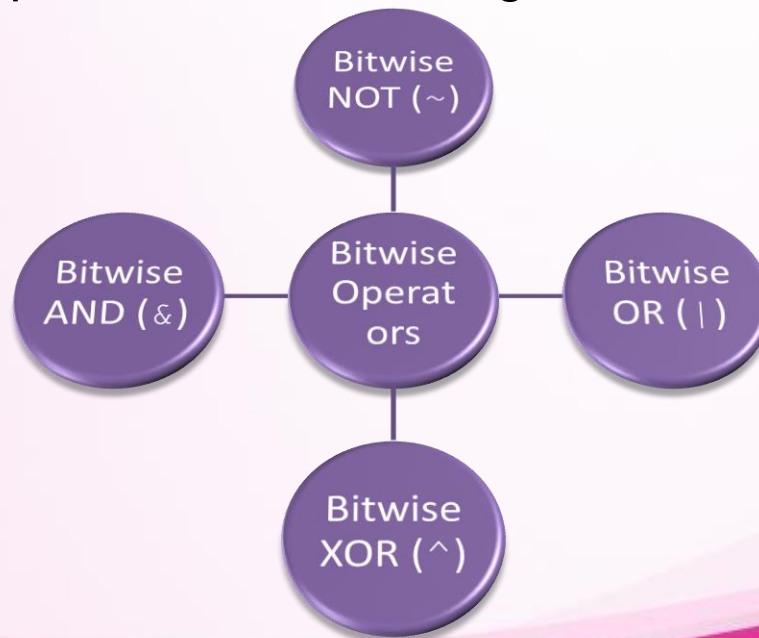 Bitwise
NOT (~)
Bitwise
AND (&)
Bitwise
Operat
ors
Bitwise
OR (|)
Bitwise
XOR (^)